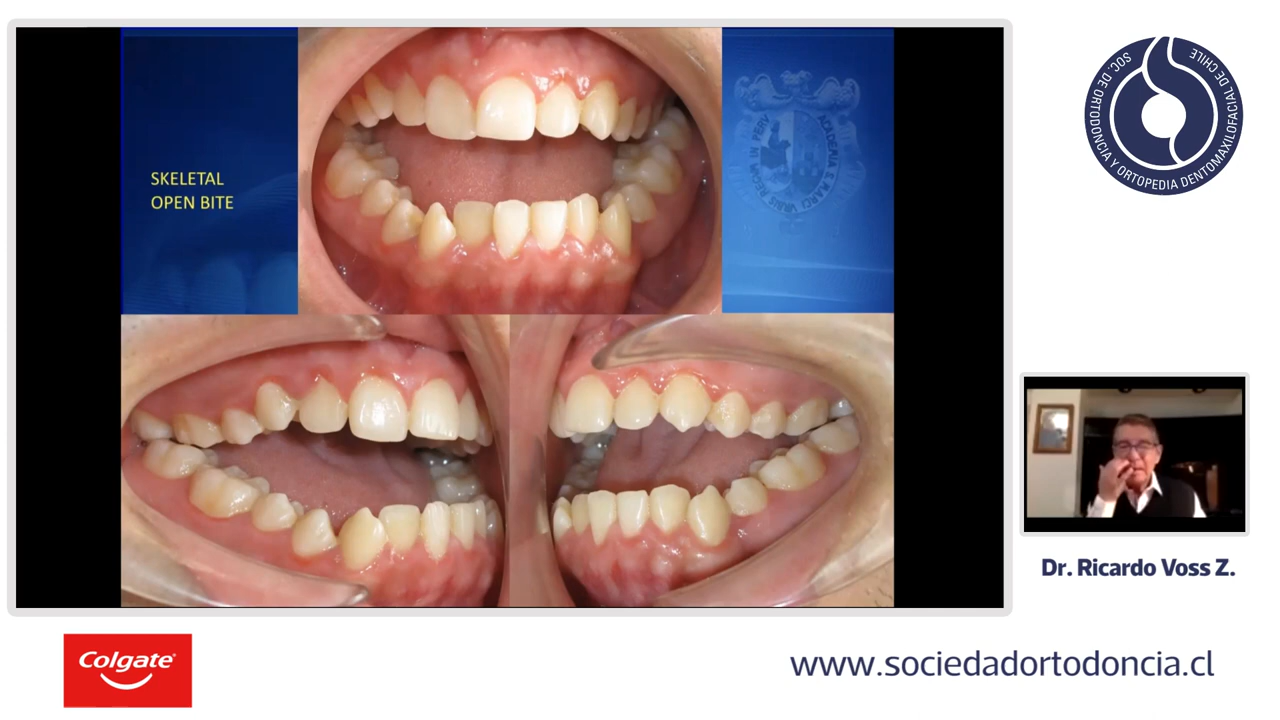 SKELETAL
OPEN BITE
SOC. DE ORTODONCIA Y ORTOPEDIA DENTOMAXILOFACIAL DE CHILE
Dr. Ricardo Voss Z.
Colgate®
www.sociedadortodoncia.cl